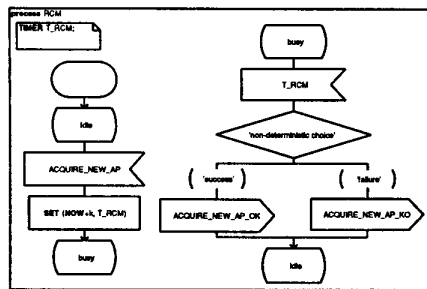 process RCM
TIMER T_RCM;
Idle
ACQUIRE_NEW_AP
SET (NOW+k, T_RCM)
busy
busy
T_RCM
'non-deterministic choice'
( 'success' )
( 'failure' )
ACQUIRE_NEW_AP_OK
ACQUIRE_NEW_AP_KO
Idle